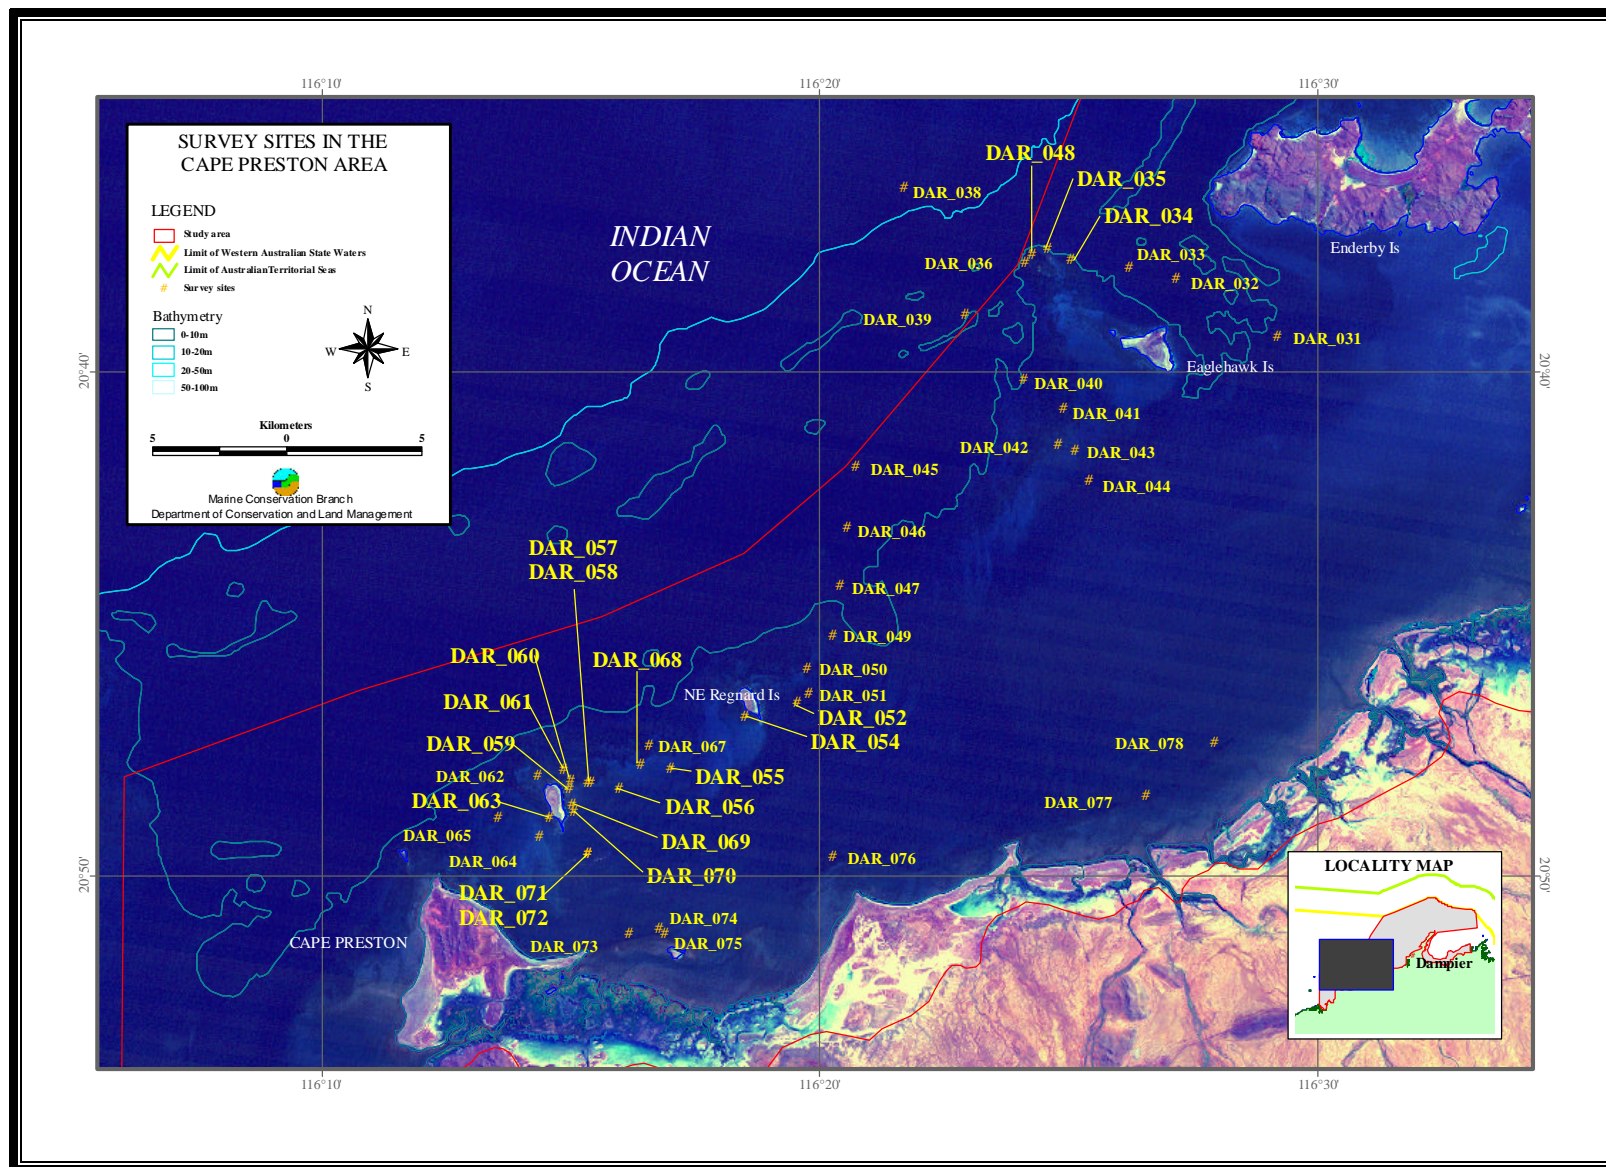 116°10'
116°20'
116°30'
SURVEY SITES IN THE
CAPE PRESTON AREA
LEGEND
Study area
Limit of Western Australian State Waters
Limit of Australian Territorial Seas
# Survey sites
Bathymetry
0-10m
10-20m
20-50m
50-100m
N
W E
S
Kilometers
5 0 5
Marine Conservation Branch
Department of Conservation and Land Management
INDIAN
OCEAN
DAR_048
DAR_035
DAR_038
DAR_034
Enderby Is
DAR_033
DAR_036
DAR_032
DAR_039
DAR_031
Eaglehawk Is
20°40'
20°40'
DAR_040
DAR_041
DAR_042
DAR_043
DAR_045
DAR_044
DAR_046
DAR_057
DAR_058
DAR_047
DAR_049
DAR_060
DAR_068
DAR_050
NE Regnard Is
DAR_051
DAR_061
DAR_052
DAR_059
DAR_067
DAR_054
DAR_078
DAR_062
DAR_055
DAR_063
DAR_056
DAR_077
DAR_065
DAR_069
DAR_064
DAR_076
DAR_070
20°50'
20°50'
DAR_071
DAR_072
DAR_074
DAR_073
DAR_075
CAPE PRESTON
LOCALITY MAP
Dampier
116°10'
116°20'
116°30'